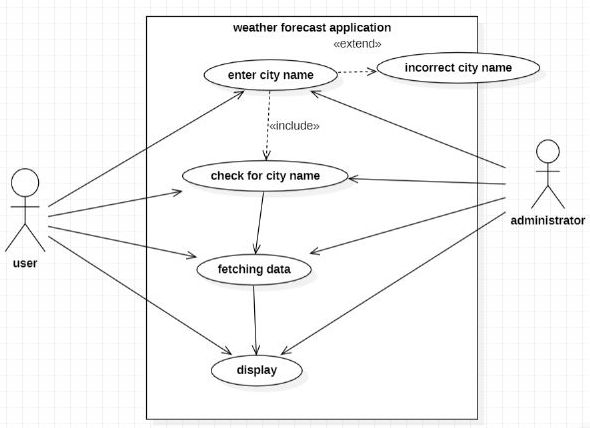 weather forecast application
«extend»
enter city name
incorrect city name
«include»
check for city name
user
administrator
fetching data
display